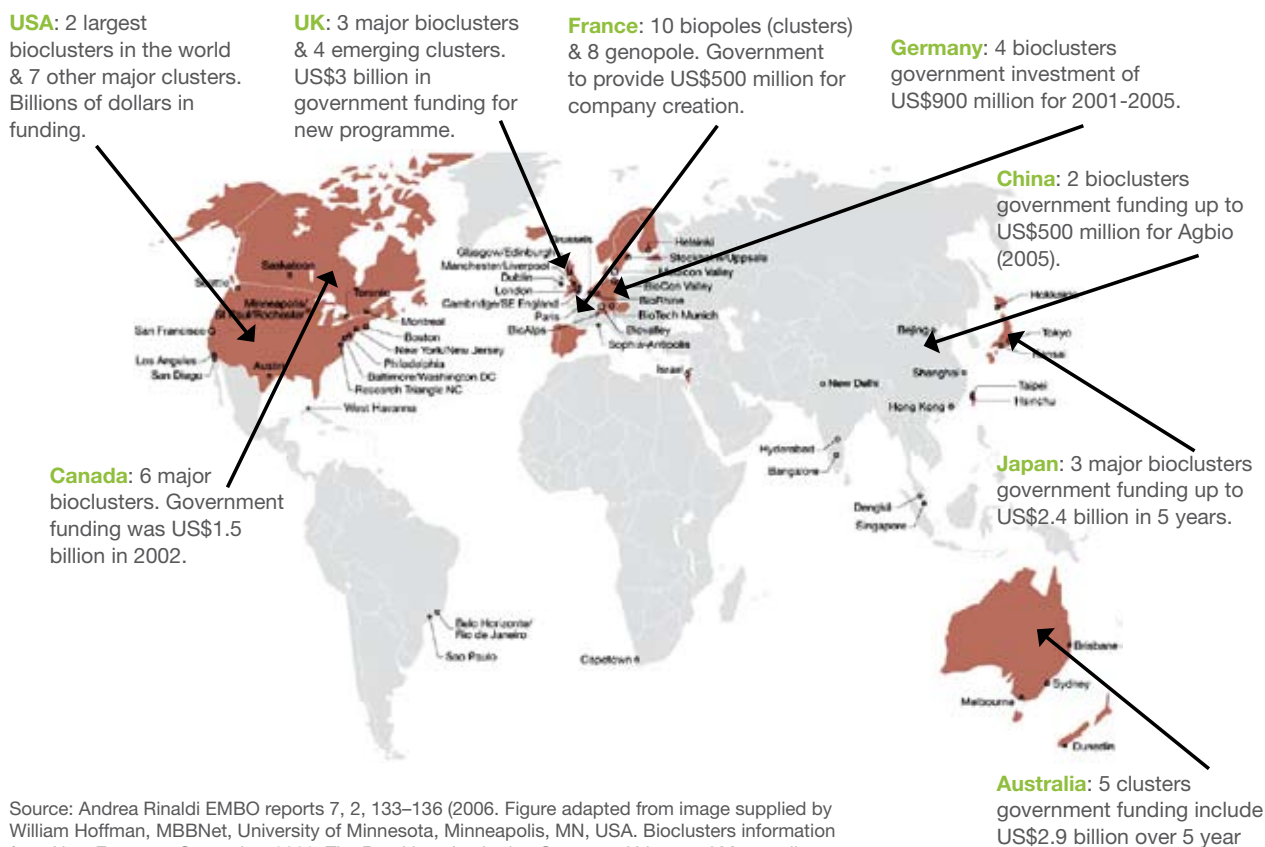 USA: 2 largest
bioclusters in the world
& 7 other major clusters.
Billions of dollars in
funding.
UK: 3 major bioclusters
& 4 emerging clusters.
US$3 billion in
government funding for
new programme.
France: 10 biopoles (clusters)
& 8 genopole. Government
to provide US$500 million for
company creation.
Germany: 4 bioclusters
government investment of
US$900 million for 2001-2005.
China: 2 bioclusters
government funding up to
US$500 million for Agbio
(2005).
Saskatoon
Seattle
Toronto
Minneapolis/
St Paul/Rochester
San Francisco
Los Angeles
San Diego
Austin
Montreal
Boston
New York/New Jersey
Philadelphia
Baltimore/Washington DC
Research Triangle NC
West Havanna
Brussels
Glasgow/Edinburgh
Manchester/Liverpool
Dublin
London
Cambridge/SE England
Paris
BioAlps
Helsinki
Stockholm/Uppsala
Medicon Valley
BioCon Valley
BioRhine
BioTech Munich
Biovalley
Sophia-Antipolis
Israel
New Delhi
Hyderabad
Bangalore
Beijing
Shanghai
Hong Kong
Hokkaido
Tokyo
Kansai
Taipei
Hsinchu
Dengkil
Singapore
Canada: 6 major
bioclusters. Government
funding was US$1.5
billion in 2002.
Japan: 3 major bioclusters
government funding up to
US$2.4 billion in 5 years.
Belo Horizonte/
Rio de Janeiro
Sao Paulo
Capetown
Brisbane
Sydney
Melbourne
Dunedin
Australia: 5 clusters
government funding include
US$2.9 billion over 5 year
Source: Andrea Rinaldi EMBO reports 7, 2, 133–136 (2006. Figure adapted from image supplied by
William Hoffman, MBBNet, University of Minnesota, Minneapolis, MN, USA. Bioclusters information